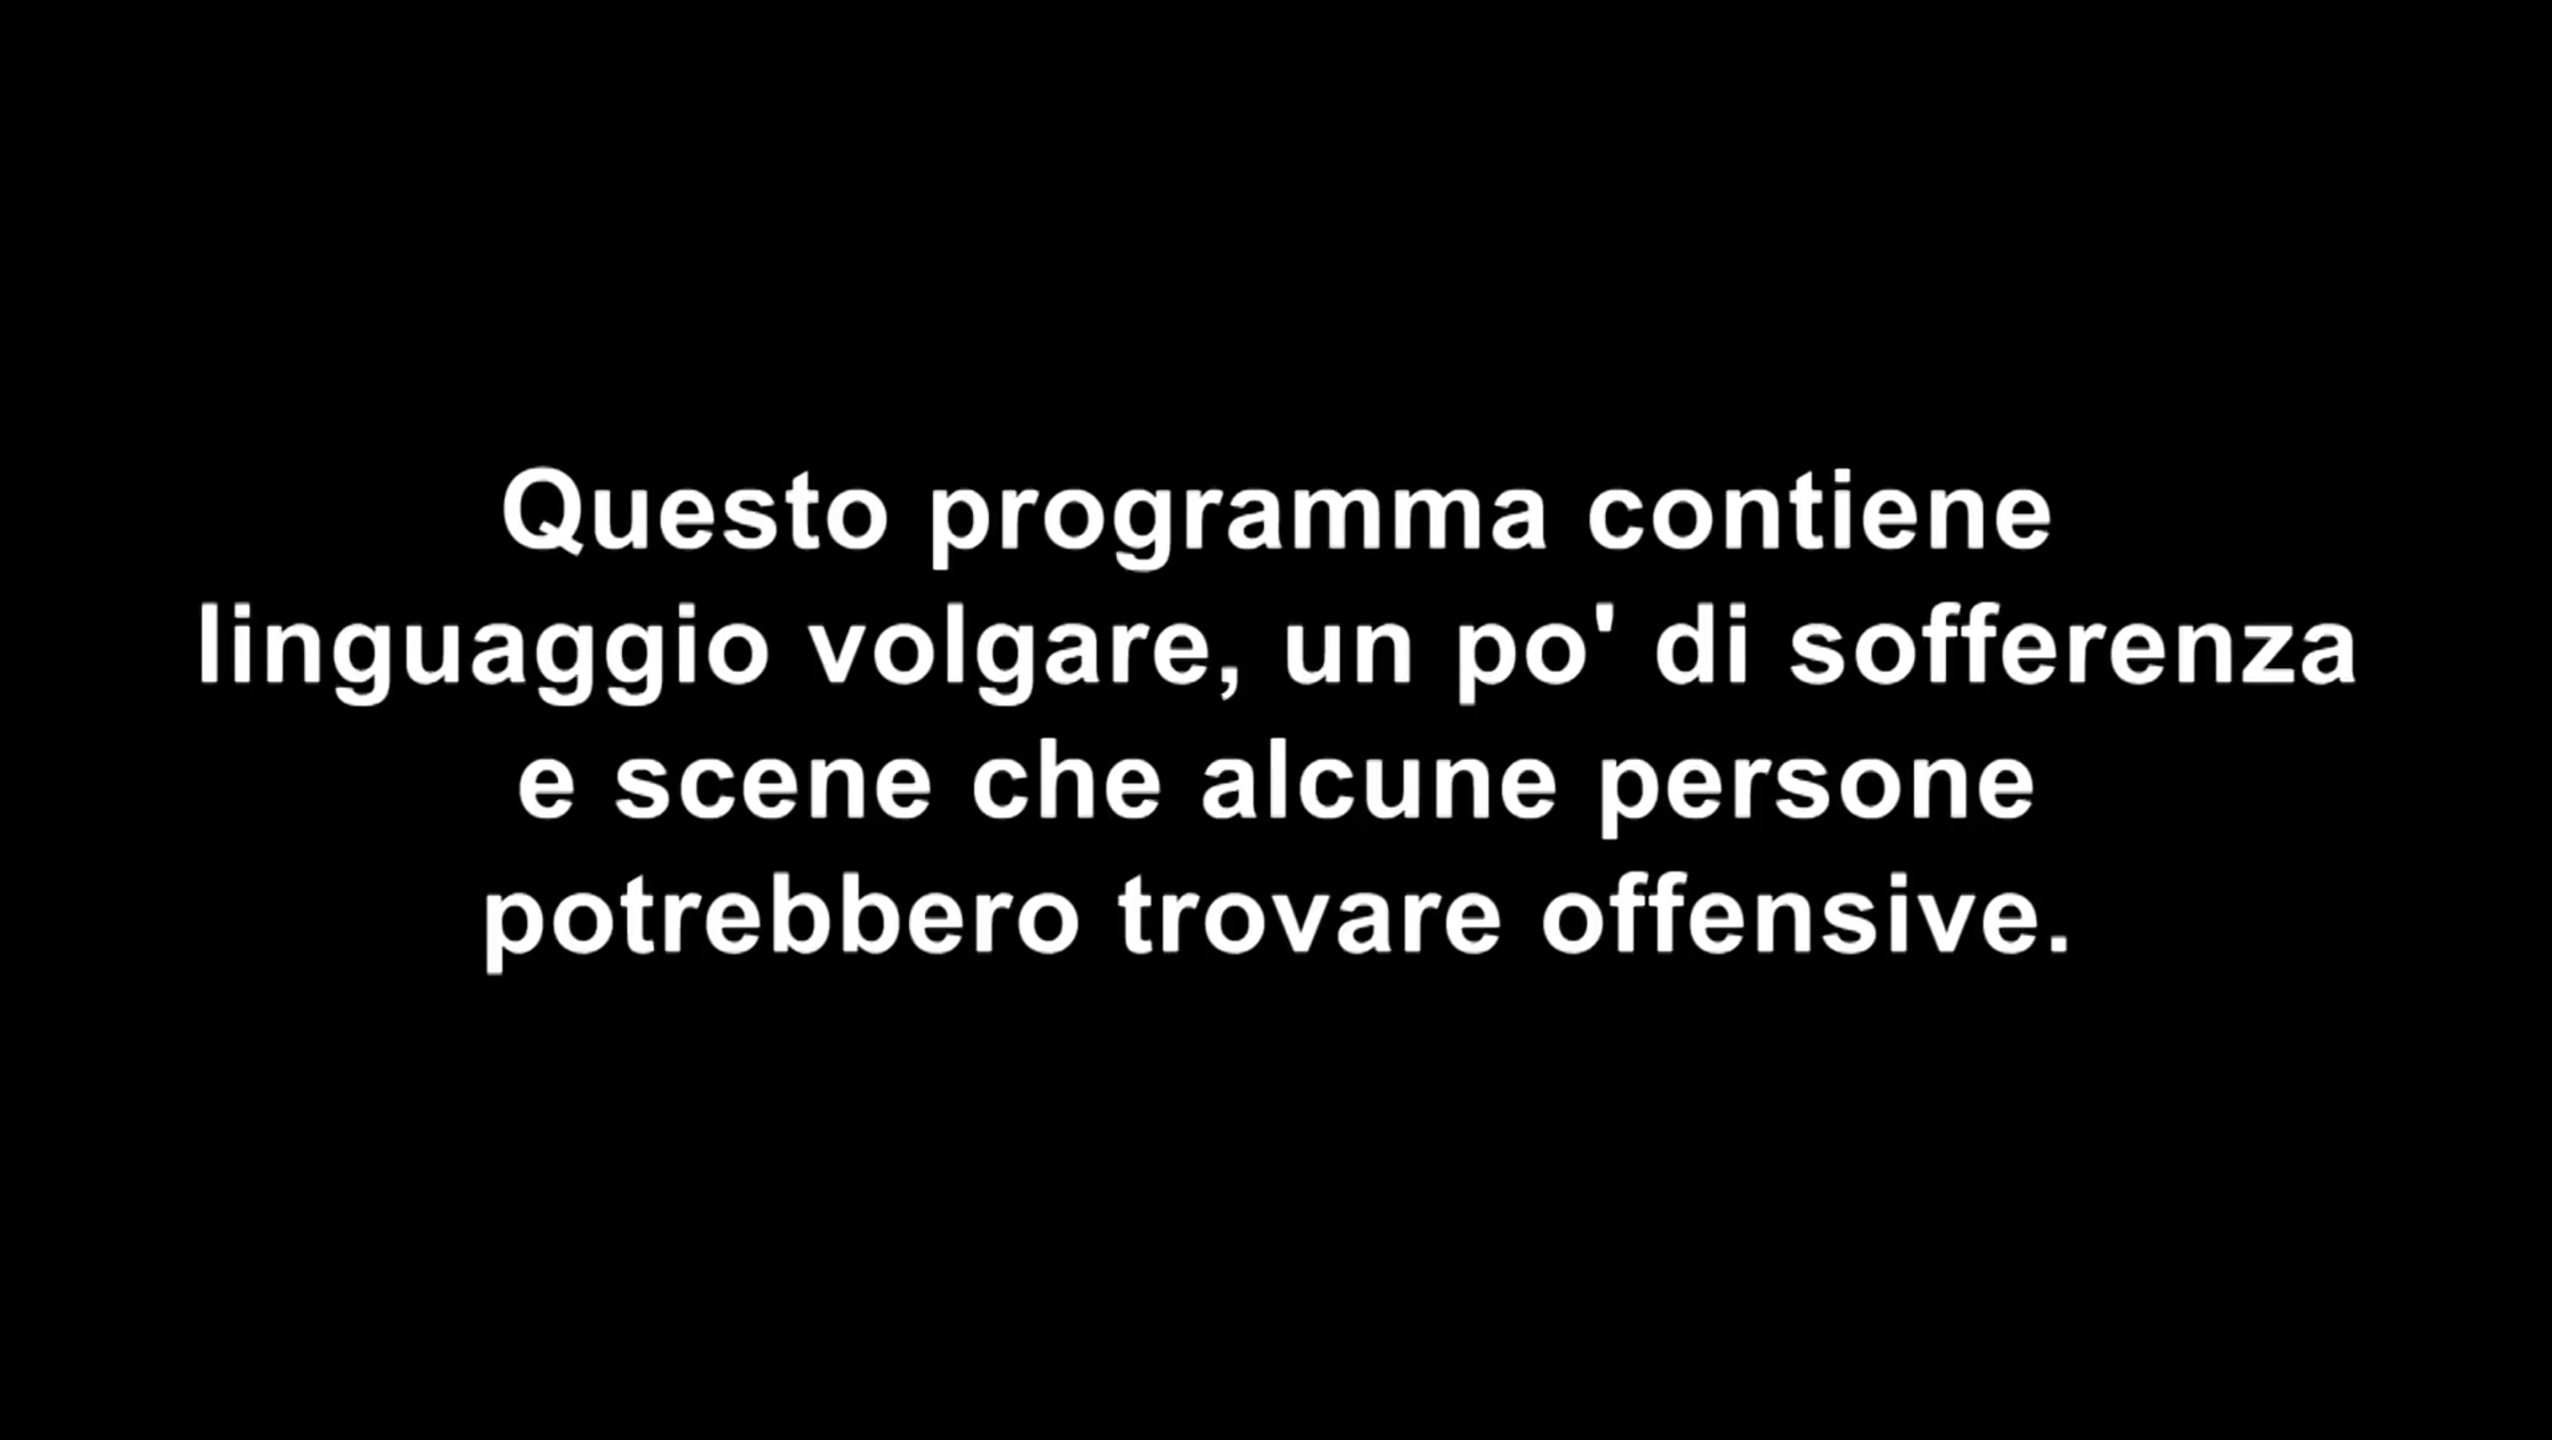 Questo programma contiene
linguaggio volgare, un po' di sofferenza
e scene che alcune persone
potrebbero trovare offensive.